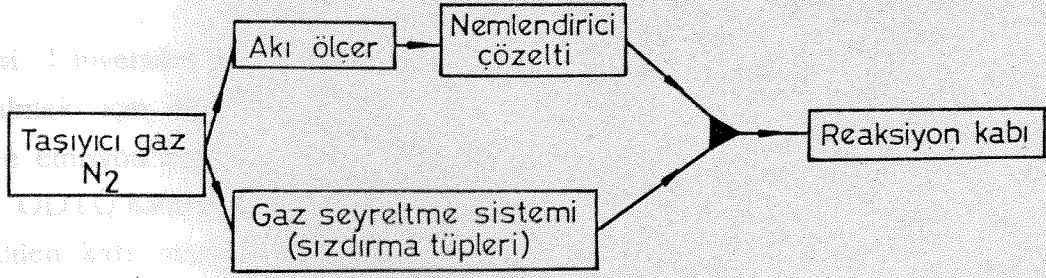 Taşıyıcı gaz
N₂
Akı ölçer
Nemlendirici
çözelti
Gaz seyreltme sistemi
(sızdırma tüpleri)
Reaksiyon kabı